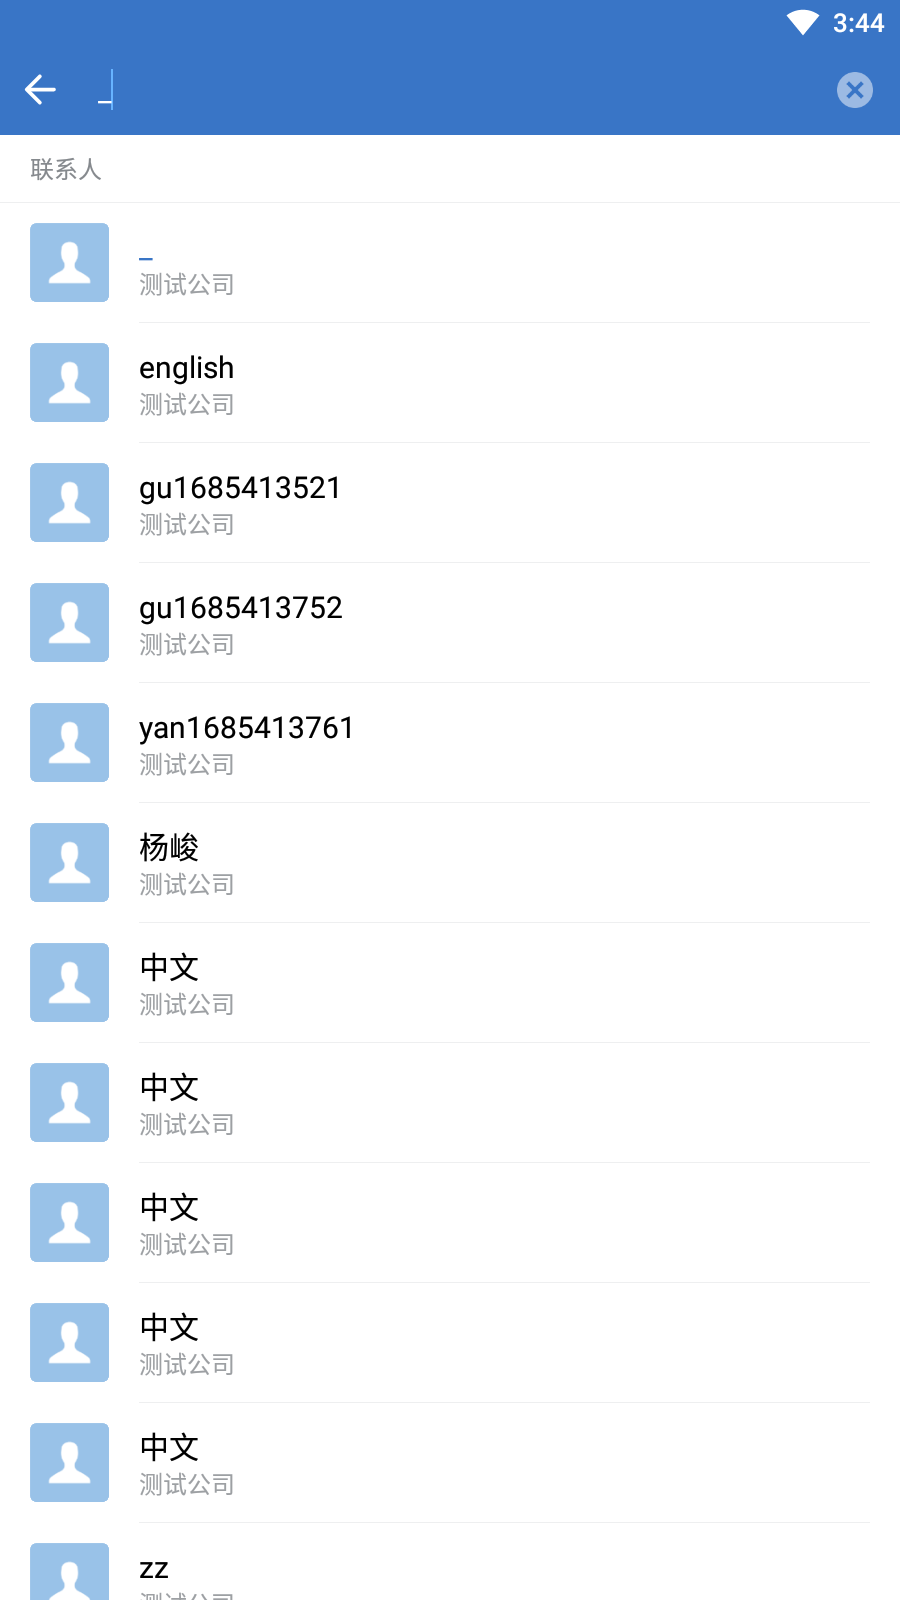 3:44
_
联系人
_
测试公司
english
测试公司
gu1685413521
测试公司
gu1685413752
测试公司
yan1685413761
测试公司
杨峻
测试公司
中文
测试公司
中文
测试公司
中文
测试公司
中文
测试公司
中文
测试公司
zz